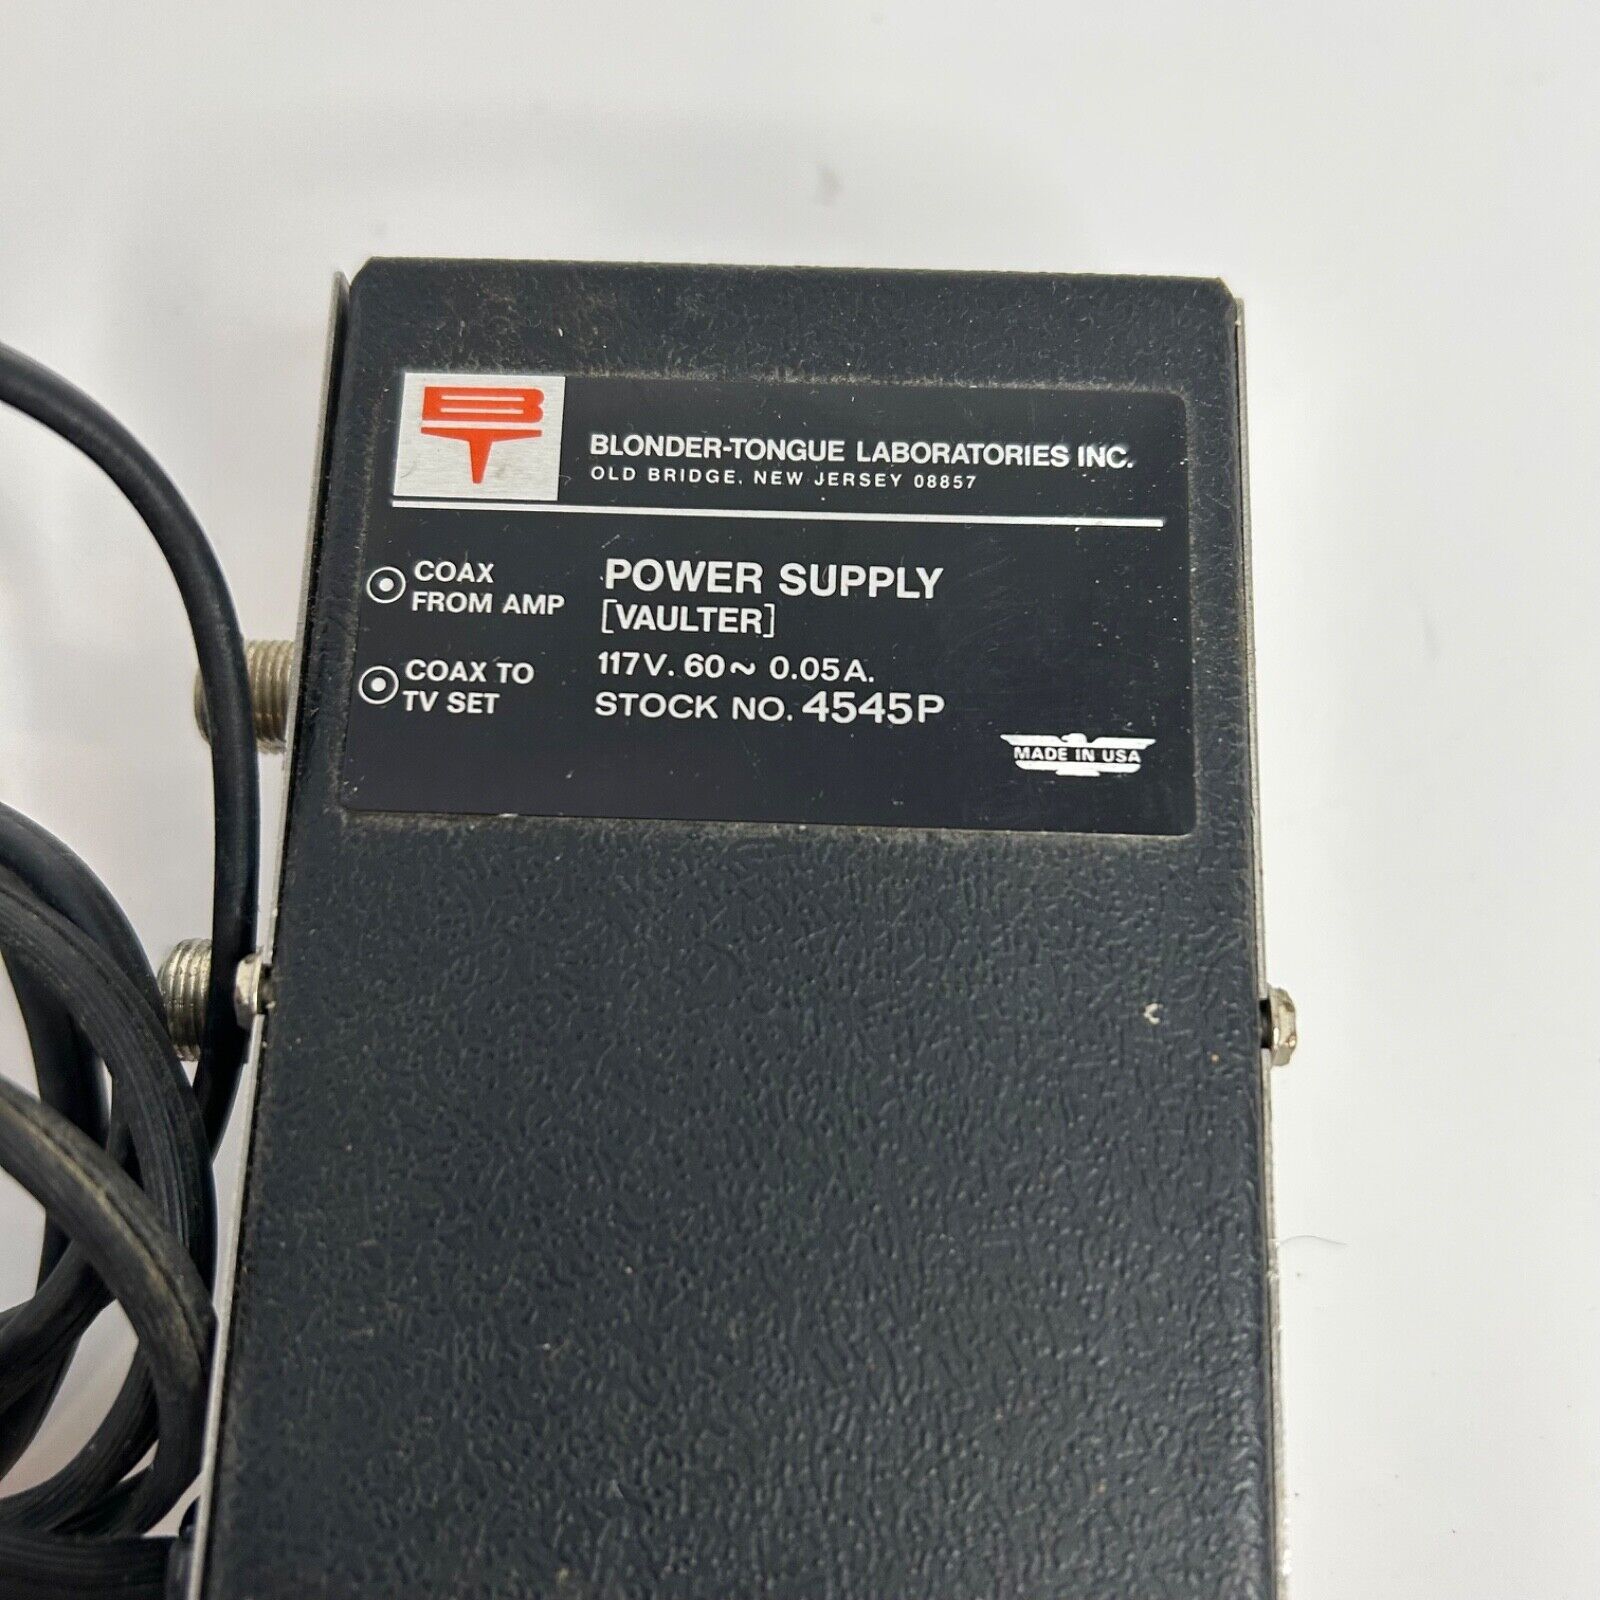 BT
BLONDER-TONGUE LABORATORIES INC.
OLD BRIDGE, NEW JERSEY 08857
COAX
FROM AMP
COAX TO
TV SET
POWER SUPPLY
[VAULTER]
117V. 60~ 0.05A.
STOCK NO. 4545P
MADE IN USA